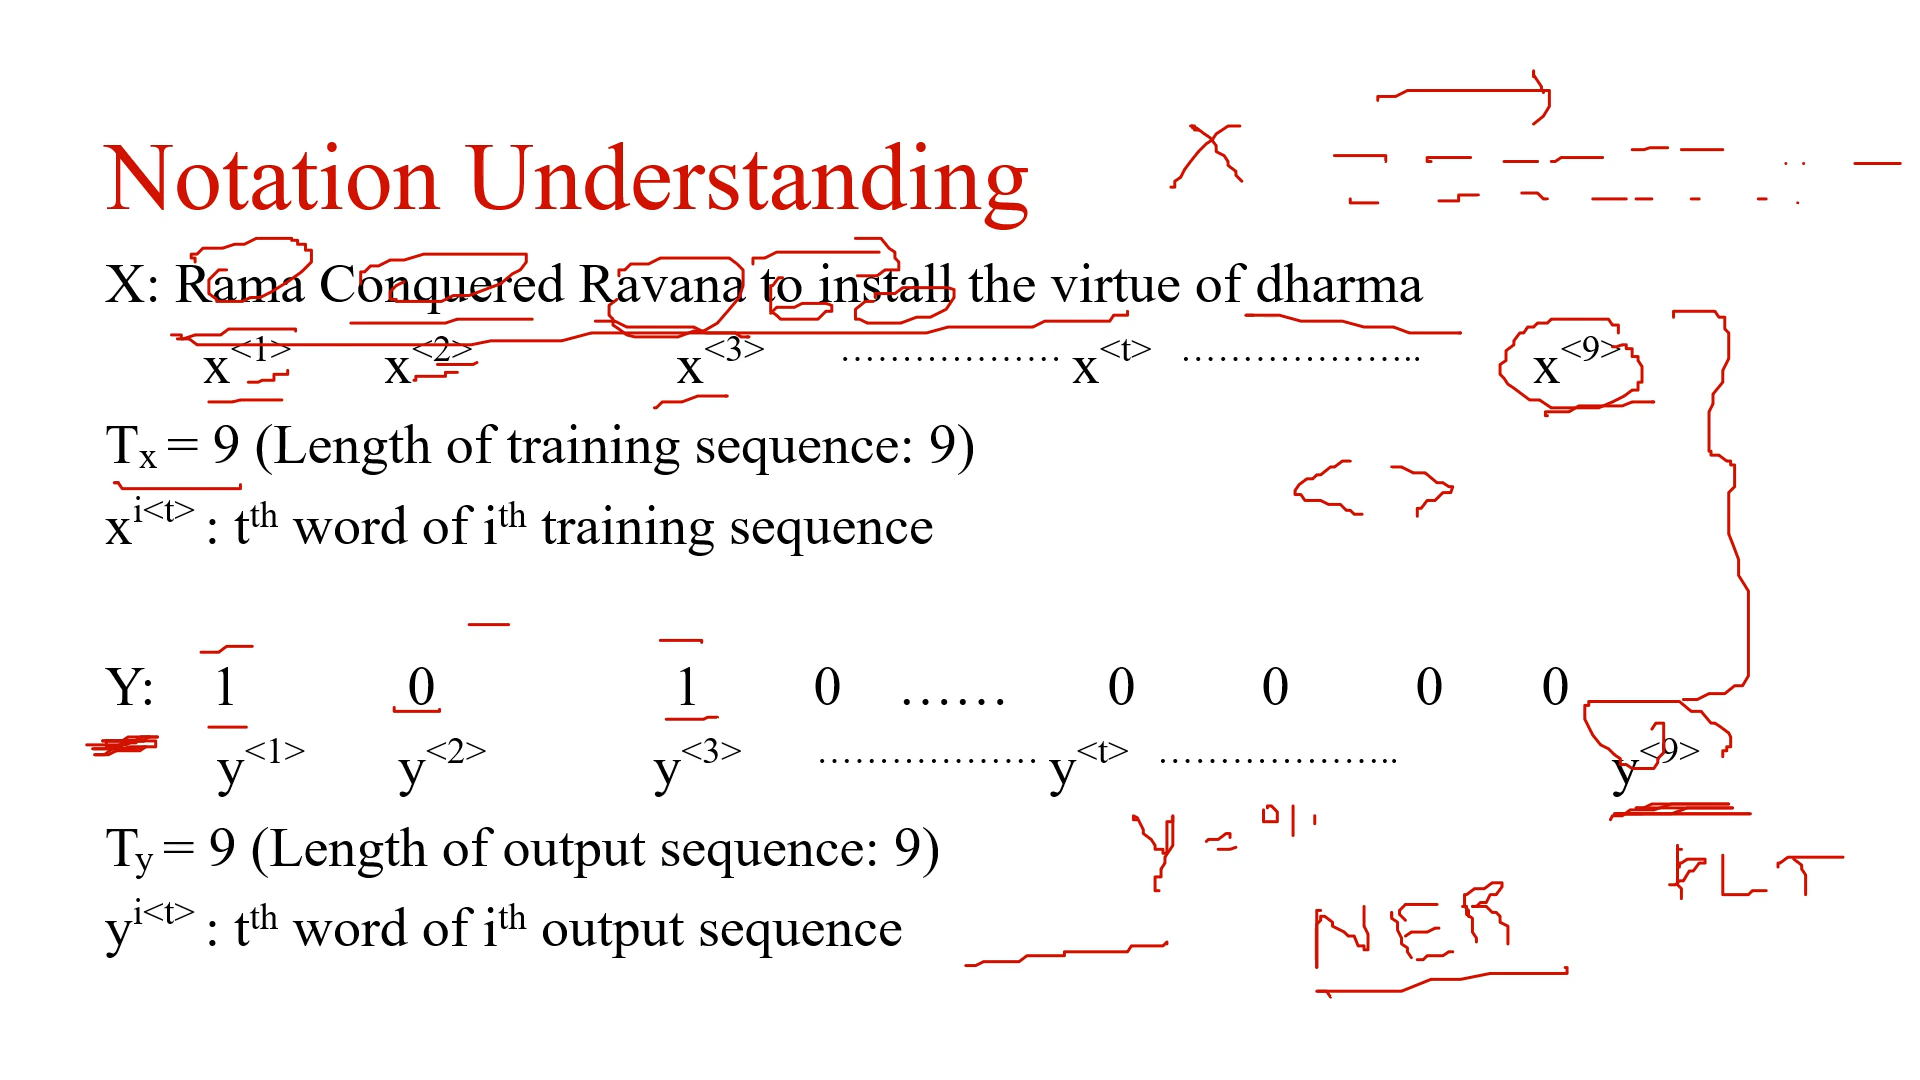 Notation Understanding
X
X: Rama Conquered Ravana to install the virtue of dharma
x<1> x<2> x<3> .................. x<t> .................... x<9>
Tx = 9 (Length of training sequence: 9)
< >
xi<t> : tth word of ith training sequence
Y: 1 0 1 0 ...... 0 0 0 0
y<1> y<2> y<3> .................. y<t> .................... y<9>
Ty = 9 (Length of output sequence: 9)
y = 0/1
yi<t> : tth word of ith output sequence
NER